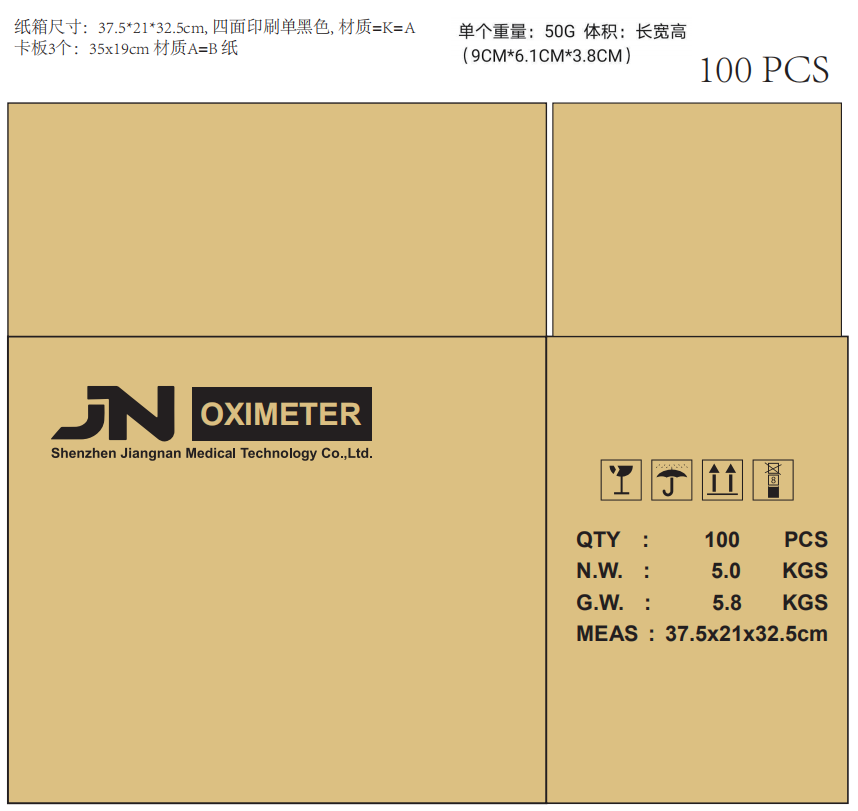 纸箱尺寸：37.5*21*32.5cm, 四面印刷单黑色, 材质=K=A
卡板3个：35x19cm 材质A=B 纸
单个重量：50G 体积：长宽高
（9CM*6.1CM*3.8CM）
100 PCS
JN OXIMETER
Shenzhen Jiangnan Medical Technology Co.,Ltd.
8
QTY : 100 PCS
N.W. : 5.0 KGS
G.W. : 5.8 KGS
MEAS : 37.5x21x32.5cm